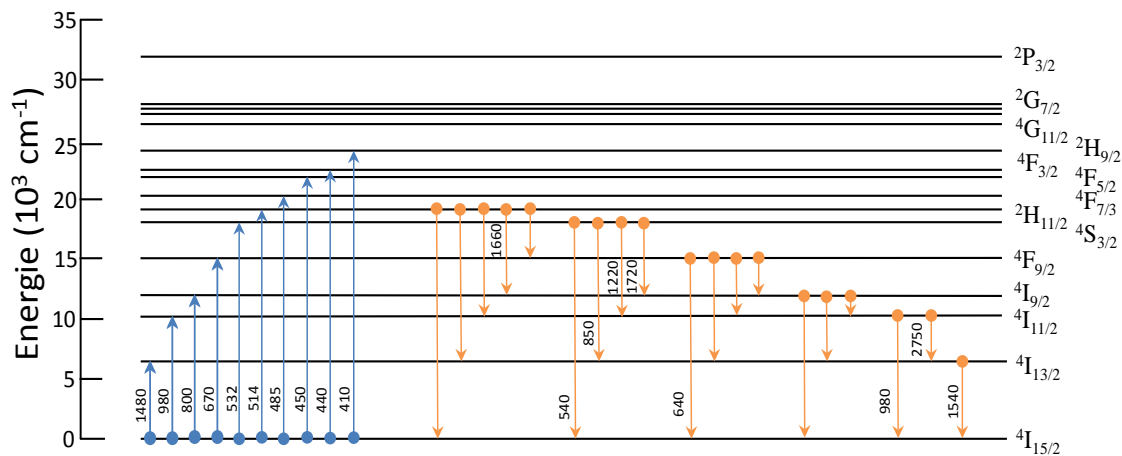 Energie (10³ cm⁻¹)
35
30
25
20
15
10
5
0
²P₃/₂
²G₇/₂
⁴G₁₁/₂
²H₉/₂
⁴F₃/₂
⁴F₅/₂
⁴F₇/₃
²H₁₁/₂
⁴S₃/₂
⁴F₉/₂
⁴I₉/₂
⁴I₁₁/₂
⁴I₁₃/₂
⁴I₁₅/₂
1480
980
800
670
532
514
485
450
440
410
1660
540
850
1220
1720
640
980
2750
1540